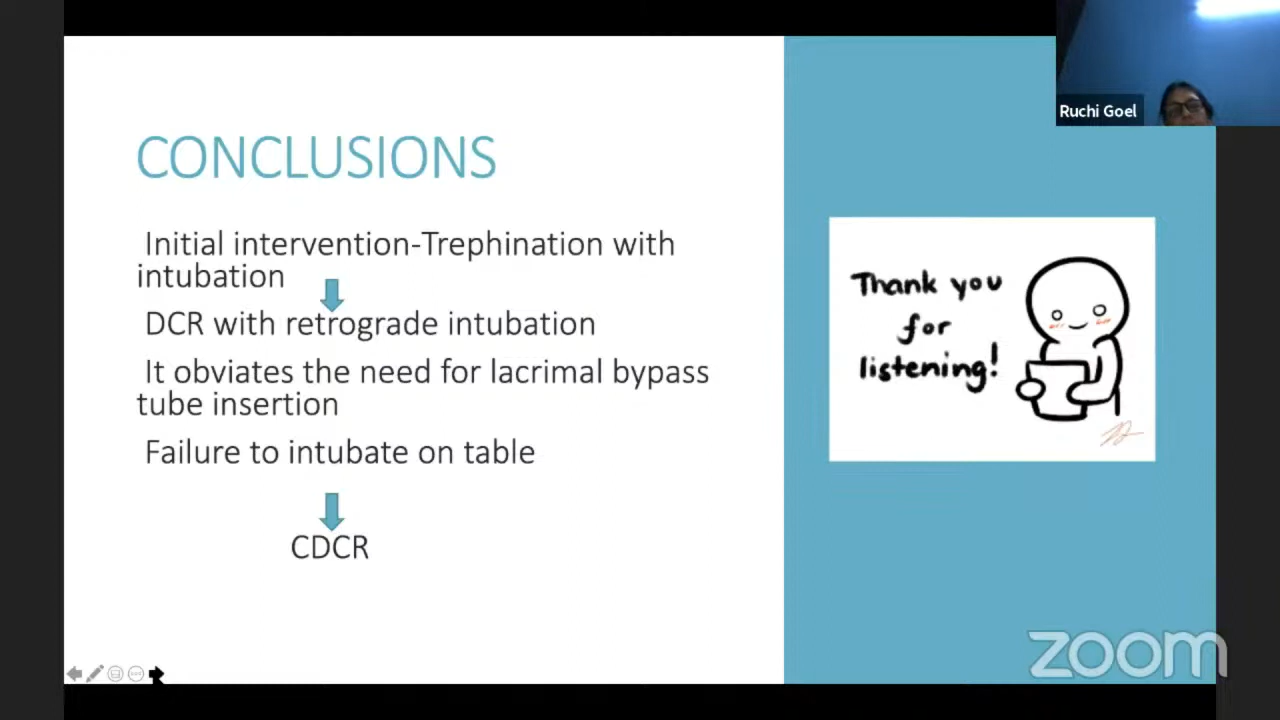 Ruchi Goel
CONCLUSIONS
Initial intervention-Trephination with
intubation
DCR with retrograde intubation
It obviates the need for lacrimal bypass
tube insertion
Failure to intubate on table
CDCR
Thank you
for
listening!
zoom